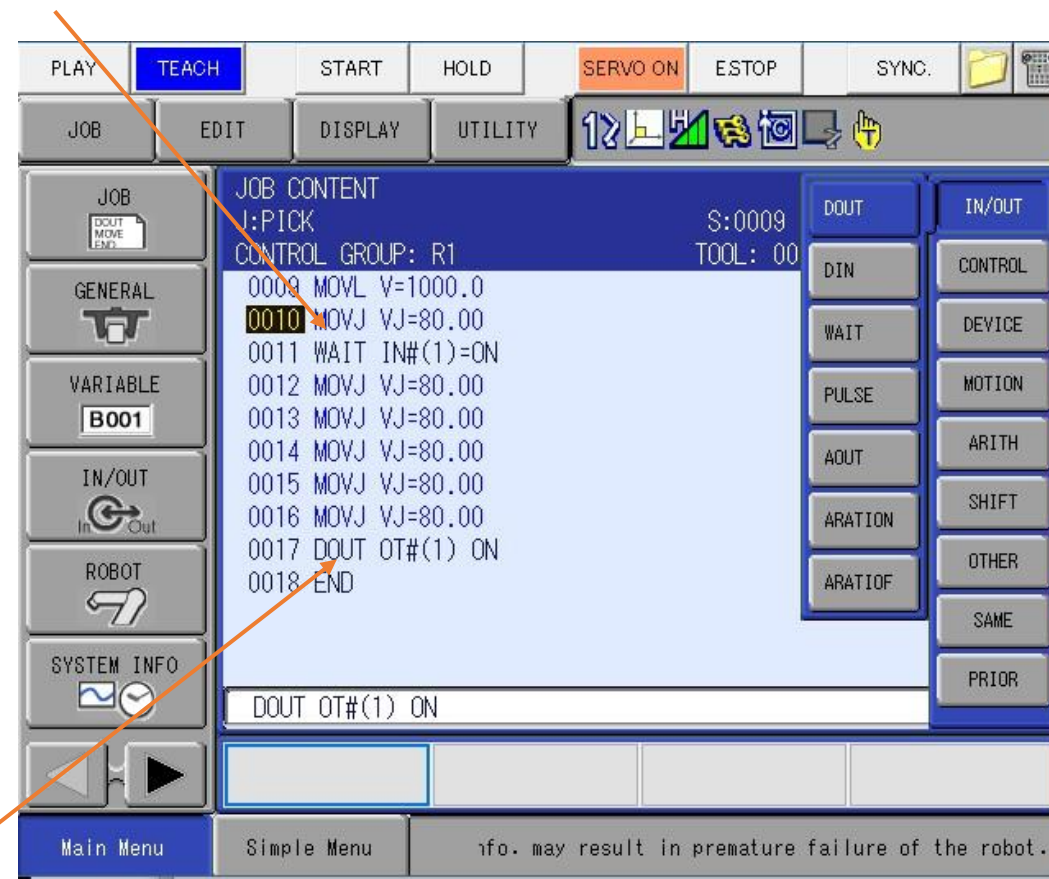 PLAY TEACH START HOLD SERVO ON ESTOP SYNC.
JOB EDIT DISPLAY UTILITY
JOB
DOUT
MOVE
END
GENERAL
VARIABLE
B001
IN/OUT
In Out
ROBOT
SYSTEM INFO
JOB CONTENT
J:PICK S:0009
CONTROL GROUP: R1 TOOL: 00
0009 MOVL V=1000.0
0010 MOVJ VJ=80.00
0011 WAIT IN#(1)=ON
0012 MOVJ VJ=80.00
0013 MOVJ VJ=80.00
0014 MOVJ VJ=80.00
0015 MOVJ VJ=80.00
0016 MOVJ VJ=80.00
0017 DOUT OT#(1) ON
0018 END
DOUT OT#(1) ON
DOUT
DIN
WAIT
PULSE
AOUT
ARATION
ARATIOF
IN/OUT
CONTROL
DEVICE
MOTION
ARITH
SHIFT
OTHER
SAME
PRIOR
Main Menu Simple Menu nfo. may result in premature failure of the robot.